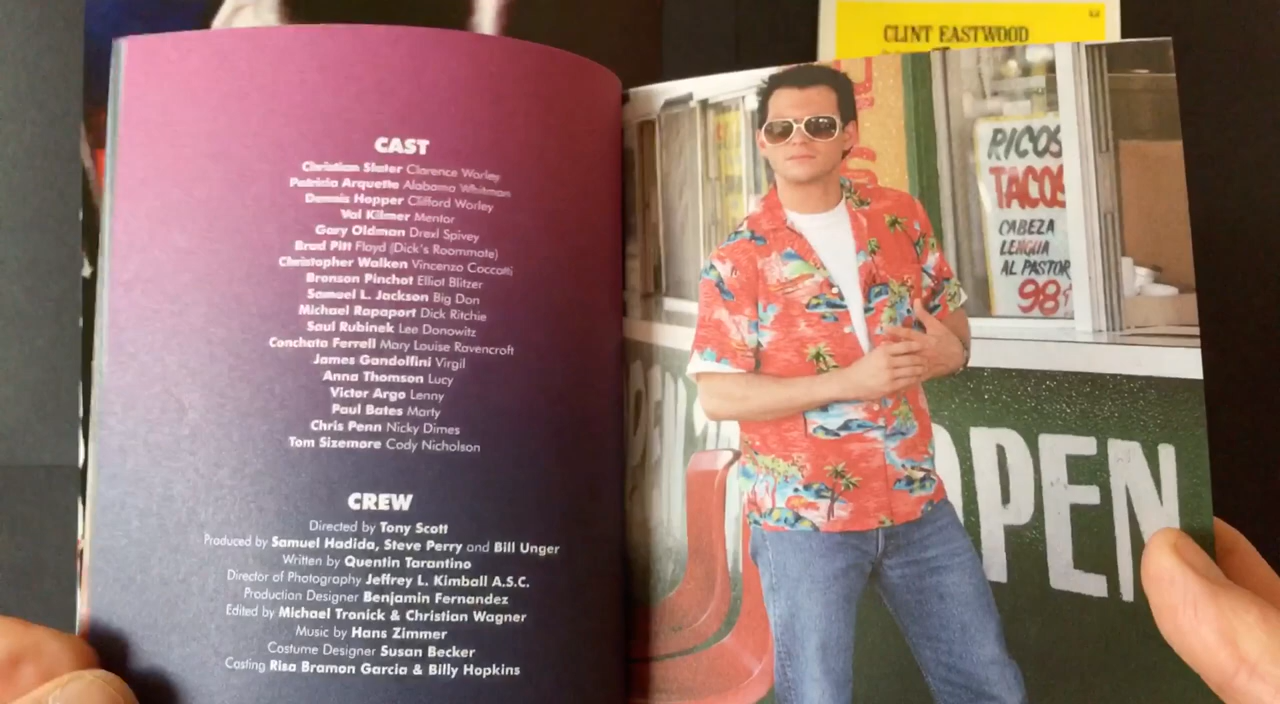 CLINT EASTWOOD
CAST
Christian Slater Clarence Worley
Patricia Arquette Alabama Whitman
Dennis Hopper Clifford Worley
Val Kilmer Mentor
Gary Oldman Drexl Spivey
Brad Pitt Floyd (Dick's Roommate)
Christopher Walken Vincenzo Coccotti
Bronson Pinchot Elliot Blitzer
Samuel L. Jackson Big Don
Michael Rapaport Dick Ritchie
Saul Rubinek Lee Donowitz
Conchata Ferrell Mary Louise Ravencroft
James Gandolfini Virgil
Anna Thomson Lucy
Victor Argo Lenny
Paul Bates Marty
Chris Penn Nicky Dimes
Tom Sizemore Cody Nicholson
CREW
Directed by Tony Scott
Produced by Samuel Hadida, Steve Perry and Bill Unger
Written by Quentin Tarantino
Director of Photography Jeffrey L. Kimball A.S.C.
Production Designer Benjamin Fernandez
Edited by Michael Tronick & Christian Wagner
Music by Hans Zimmer
Costume Designer Susan Becker
Casting Risa Bramon Garcia & Billy Hopkins
RICOS
TACOS
CABEZA
LENGUA
AL PASTOR
98¢
OPEN